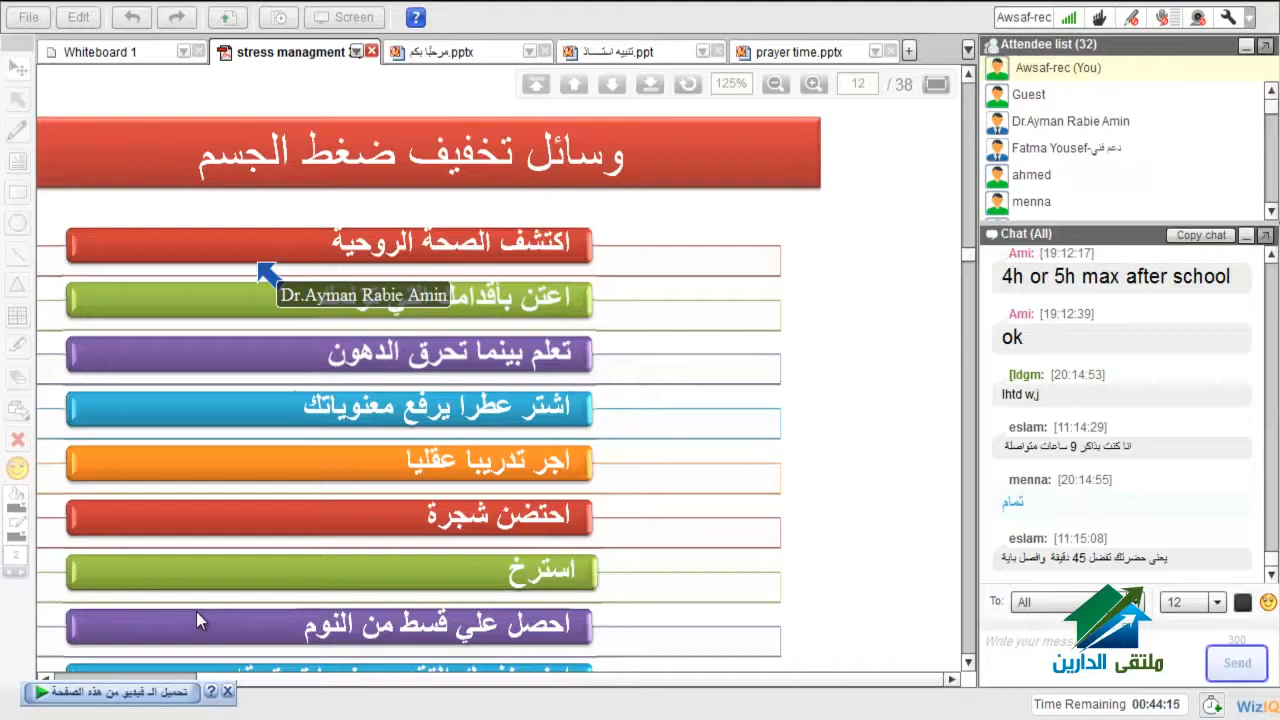 File Edit Screen ? Awsaf-rec
Whiteboard 1
stress managment
مرحبًا بكم.pptx
تنبيه استـــاذ.ppt
prayer time.pptx
125% 12 / 38
وسائل تخفيف ضغط الجسم
اكتشف الصحة الروحية
Dr.Ayman Rabie Amin
اعتن بأقدامك
تعلم بينما تحرق الدهون
اشتر عطرا يرفع معنوياتك
اجر تدريبا عقليا
احتضن شجرة
استرخ
احصل علي قسط من النوم
2
تحميل الـ فيديو من هذه الصفحة ?
Attendee list (32)
Awsaf-rec (You)
Guest
Dr.Ayman Rabie Amin
Fatma Yousef-دعم فني
ahmed
menna
Chat (All) Copy chat
Ami: [19:12:17]
4h or 5h max after school
Ami: [19:12:39]
ok
[ldgm: [20:14:53]
lhtd w,j
eslam: [11:14:29]
انا كنت بذاكر 9 ساعات متواصلة
menna: [20:14:55]
تمام
eslam: [11:15:08]
يعنى حضرتك تفضل 45 دقيقة وافصل باية
To: All 12
Write your mess 300
Send
ملتقى الدارين
Time Remaining 00:44:15
WizIQ